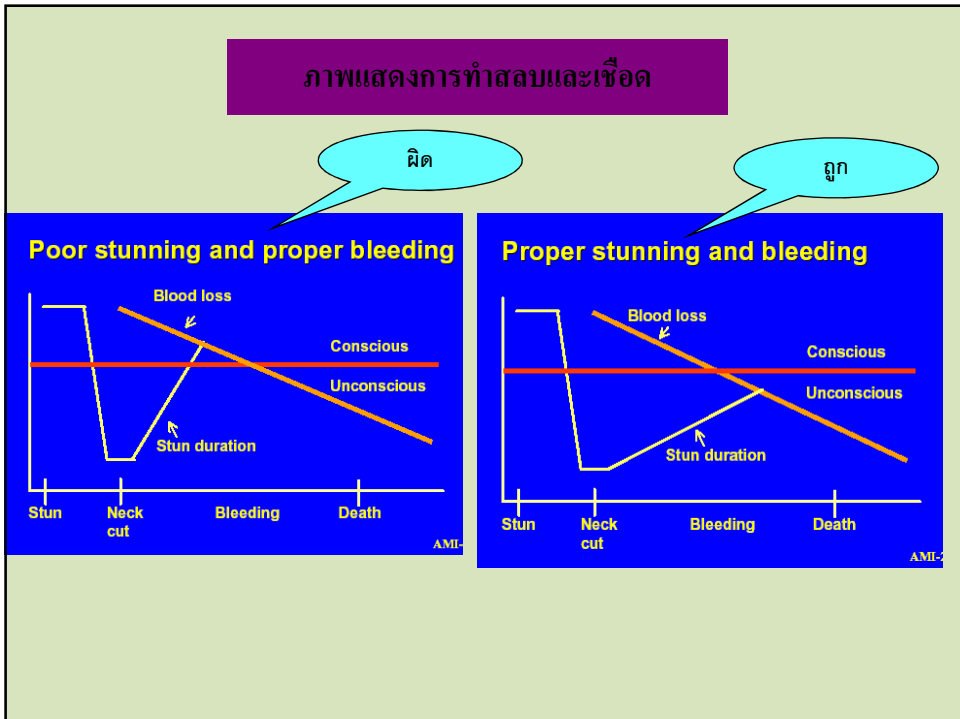 ภาพแสดงการทำสลบและเชือด
ผิด
ถูก
Poor stunning and proper bleeding
Blood loss
Conscious
Unconscious
Stun duration
Stun
Neck
cut
Bleeding
Death
AMI-
Proper stunning and bleeding
Blood loss
Conscious
Unconscious
Stun duration
Stun
Neck
cut
Bleeding
Death
AMI-2